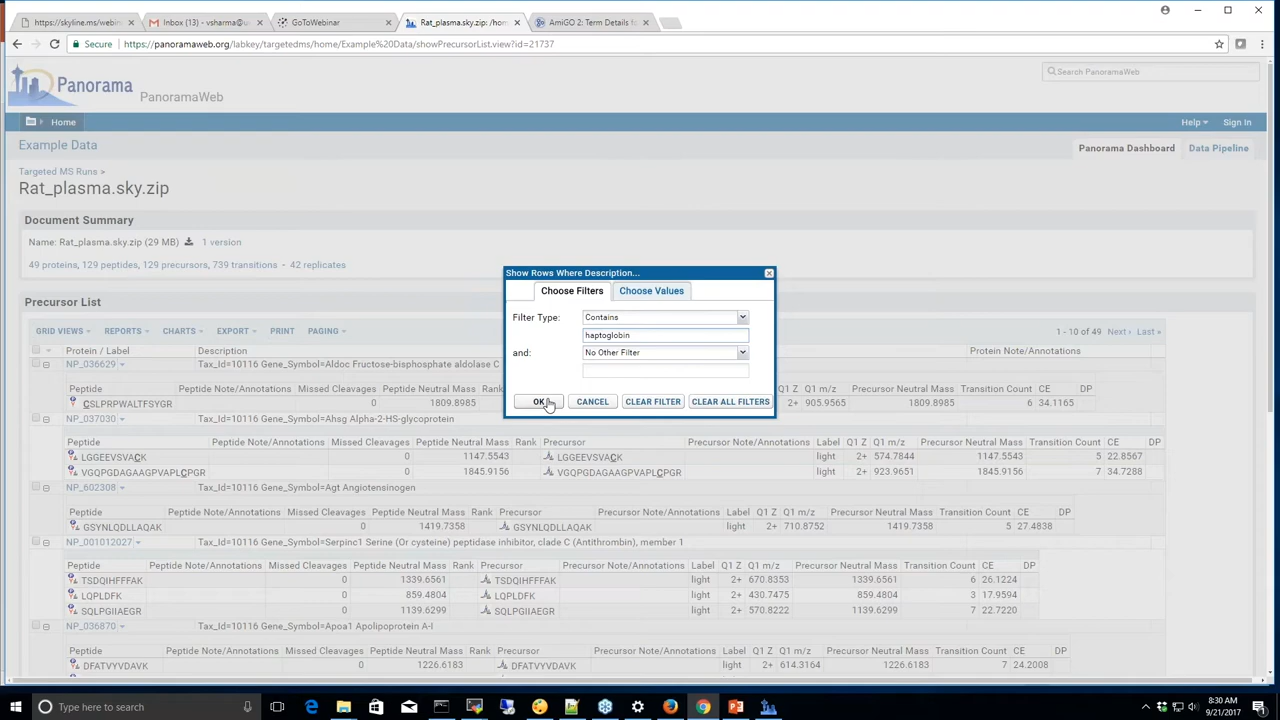 https://skyline.ms/webin
Inbox (13) - vsharma@u
GoToWebinar
Rat_plasma.sky.zip: /ho
AmiGO 2: Term Details fo
Secure https://panoramaweb.org/labkey/targetedms/home/Example%20Data/showPrecursorList.view?id=21737
Panorama PanoramaWeb
Search PanoramaWeb
Home Help Sign In
Example Data Panorama Dashboard Data Pipeline
Targeted MS Runs >
Rat_plasma.sky.zip
Document Summary
Name: Rat_plasma.sky.zip (29 MB) 1 version
49 proteins, 129 peptides, 129 precursors, 739 transitions - 42 replicates
Precursor List
GRID VIEWS REPORTS CHARTS EXPORT PRINT PAGING 1 - 10 of 49 Next › Last »
Protein / Label Description Protein Note/Annotations
NP_036629 Tax_Id=10116 Gene_Symbol=Aldoc Fructose-bisphosphate aldolase C
Peptide Peptide Note/Annotations Missed Cleavages Peptide Neutral Mass Rank Q1 Z Q1 m/z Precursor Neutral Mass Transition Count CE DP
CSLPRPWALTFSYGR 0 1809.8985 2+ 905.9565 1809.8985 6 34.1165
NP_037030 Tax_Id=10116 Gene_Symbol=Ahsg Alpha-2-HS-glycoprotein
Peptide Peptide Note/Annotations Missed Cleavages Peptide Neutral Mass Rank Precursor Precursor Note/Annotations Label Q1 Z Q1 m/z Precursor Neutral Mass Transition Count CE DP
LGGEEVSVACK 0 1147.5543 LGGEEVSVACK light 2+ 574.7844 1147.5543 5 22.8567
VGQPGDAGAAGPVAPLCPGR 0 1845.9156 VGQPGDAGAAGPVAPLCPGR light 2+ 923.9651 1845.9156 7 34.7288
NP_602308 Tax_Id=10116 Gene_Symbol=Agt Angiotensinogen
Peptide Peptide Note/Annotations Missed Cleavages Peptide Neutral Mass Rank Precursor Precursor Note/Annotations Label Q1 Z Q1 m/z Precursor Neutral Mass Transition Count CE DP
GSYNLQDLLAQAK 0 1419.7358 GSYNLQDLLAQAK light 2+ 710.8752 1419.7358 5 27.4838
NP_001012027 Tax_Id=10116 Gene_Symbol=Serpinc1 Serine (Or cysteine) peptidase inhibitor, clade C (Antithrombin), member 1
Peptide Peptide Note/Annotations Missed Cleavages Peptide Neutral Mass Rank Precursor Precursor Note/Annotations Label Q1 Z Q1 m/z Precursor Neutral Mass Transition Count CE DP
TSDQIHFFFAK 0 1339.6561 TSDQIHFFFAK light 2+ 670.8353 1339.6561 6 26.1224
LQPLDFK 0 859.4804 LQPLDFK light 2+ 430.7475 859.4804 3 17.9594
SQLPGIIAEGR 0 1139.6299 SQLPGIIAEGR light 2+ 570.8222 1139.6299 7 22.7220
NP_036870 Tax_Id=10116 Gene_Symbol=Apoa1 Apolipoprotein A-I
Peptide Peptide Note/Annotations Missed Cleavages Peptide Neutral Mass Rank Precursor Precursor Note/Annotations Label Q1 Z Q1 m/z Precursor Neutral Mass Transition Count CE DP
DFATVYVDAVK 0 1226.6183 DFATVYVDAVK light 2+ 614.3164 1226.6183 4 24.2008
Show Rows Where Description...
Choose Filters Choose Values
Filter Type: Contains
haptoglobin
and: No Other Filter
OK CANCEL CLEAR FILTER CLEAR ALL FILTERS
Type here to search
8:30 AM
9/21/2017